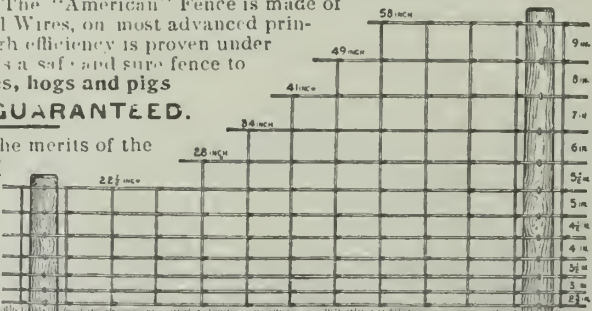 The "American" Fence is made of
l Wires, on most advanced prin-
gh efficiency is proven under
s a safe and sure fence to
es, hogs and pigs
GUARANTEED.
he merits of the
58 INCH
9 IN.
49 INCH
8 IN.
41 INCH
7 IN
34 INCH
6 IN.
28 INCH
5½ IN.
22½ INCH
5 IN.
4½ IN.
4 IN.
3½ IN.
3 IN.
2½ IN.